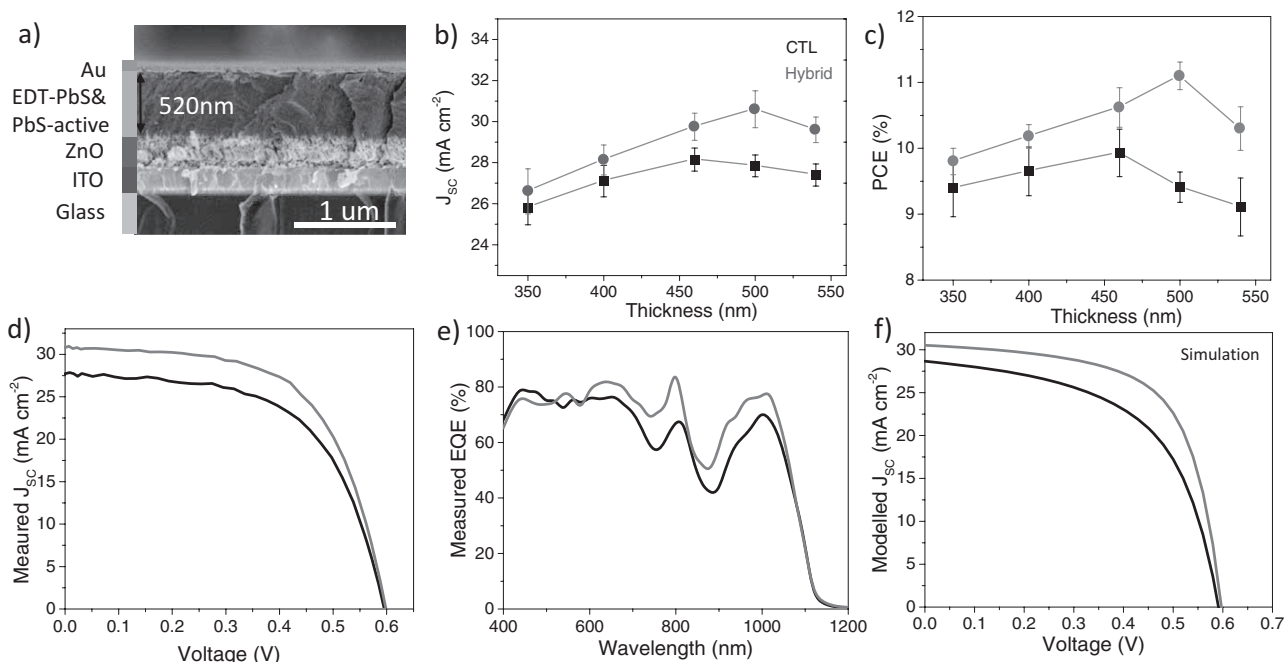 a)
Au
EDT-PbS&
PbS-active
ZnO
ITO
Glass
520nm
1 um
b)
J_SC (mA cm^-2)
34
32
30
28
26
24
CTL
Hybrid
350 400 450 500 550
Thickness (nm)
c)
PCE (%)
12
11
10
9
8
350 400 450 500 550
Thickness (nm)
d)
Meaured J_SC (mA cm^-2)
30
25
20
15
10
5
0
0.0 0.1 0.2 0.3 0.4 0.5 0.6
Voltage (V)
e)
Measured EQE (%)
100
80
60
40
20
0
400 600 800 1000 1200
Wavelength (nm)
f)
Simulation
Modelled J_SC (mA cm^-2)
30
25
20
15
10
5
0
0.0 0.1 0.2 0.3 0.4 0.5 0.6 0.7
Voltage (V)